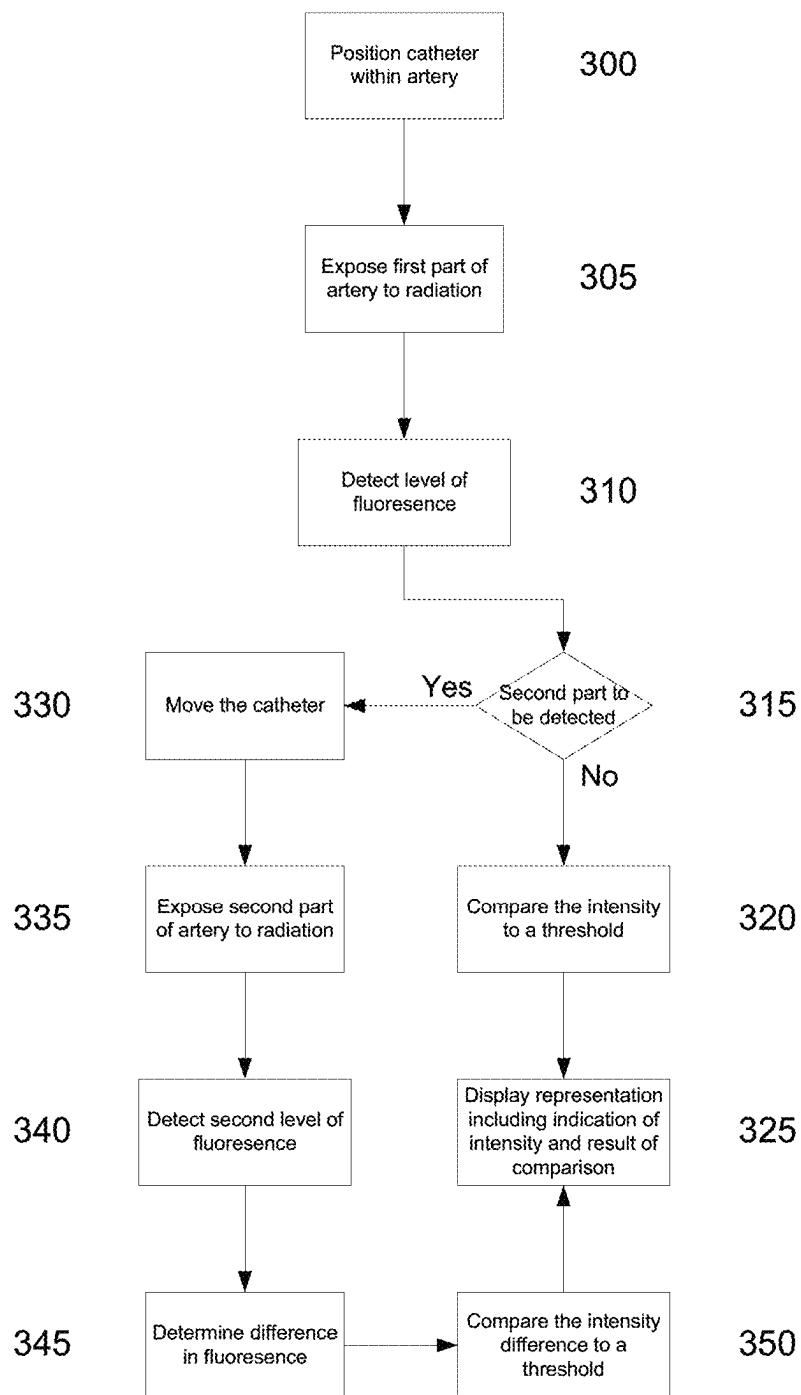 Position catheter
within artery
300
Expose first part of
artery to radiation
305
Detect level of
fluoresence
310
Second part to
be detected
315
Yes
No
Move the catheter
330
Compare the intensity
to a threshold
320
Expose second part
of artery to radiation
335
Display representation
including indication of
intensity and result of
comparison
325
Detect second level of
fluoresence
340
Determine difference
in fluoresence
345
Compare the intensity
difference to a
threshold
350